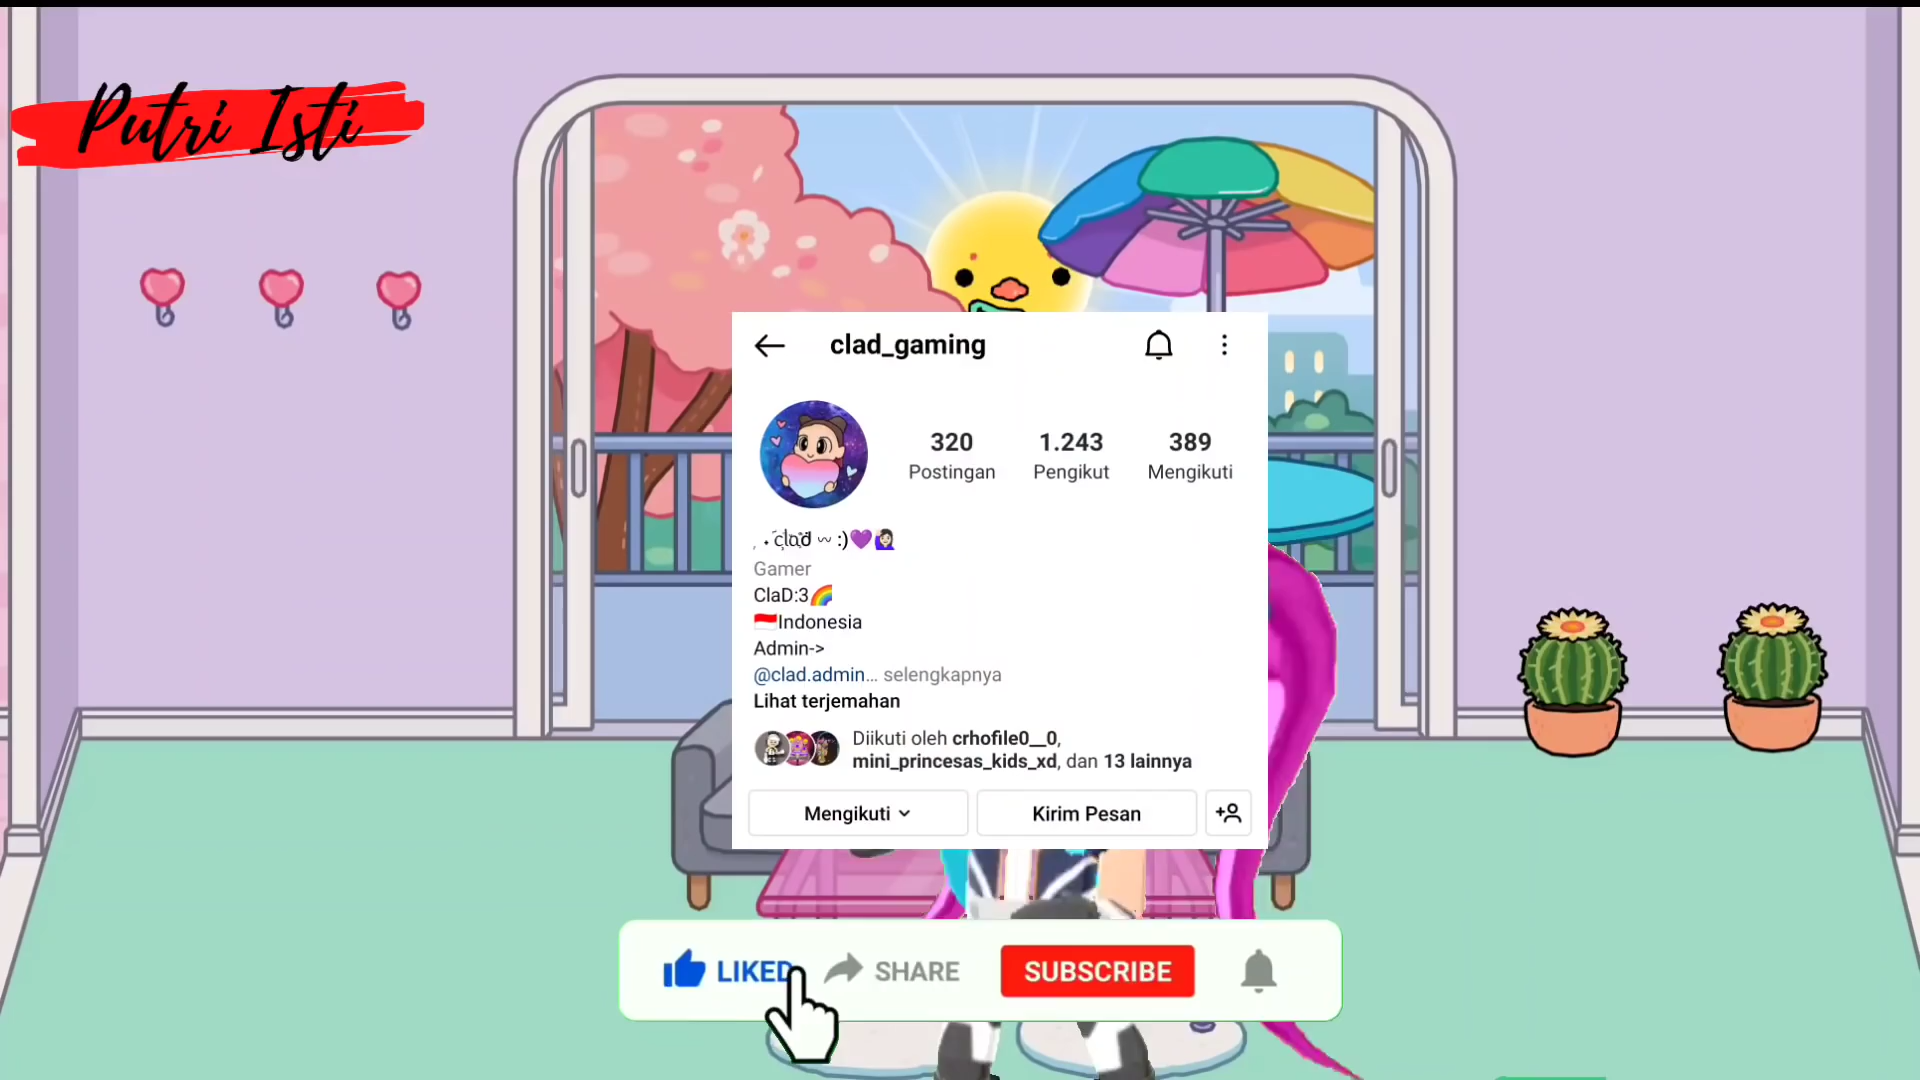 Putri Isti
clad_gaming
320
1.243
389
Postingan
Pengikut
Mengikuti
clad :)💜🙋🏻‍♀️
Gamer
ClaD:3🌈
🇮🇩Indonesia
Admin->
@clad.admin... selengkapnya
Lihat terjemahan
Diikuti oleh crhofile0__0,
mini_princesas_kids_xd, dan 13 lainnya
Mengikuti
Kirim Pesan
LIKED
SHARE
SUBSCRIBE